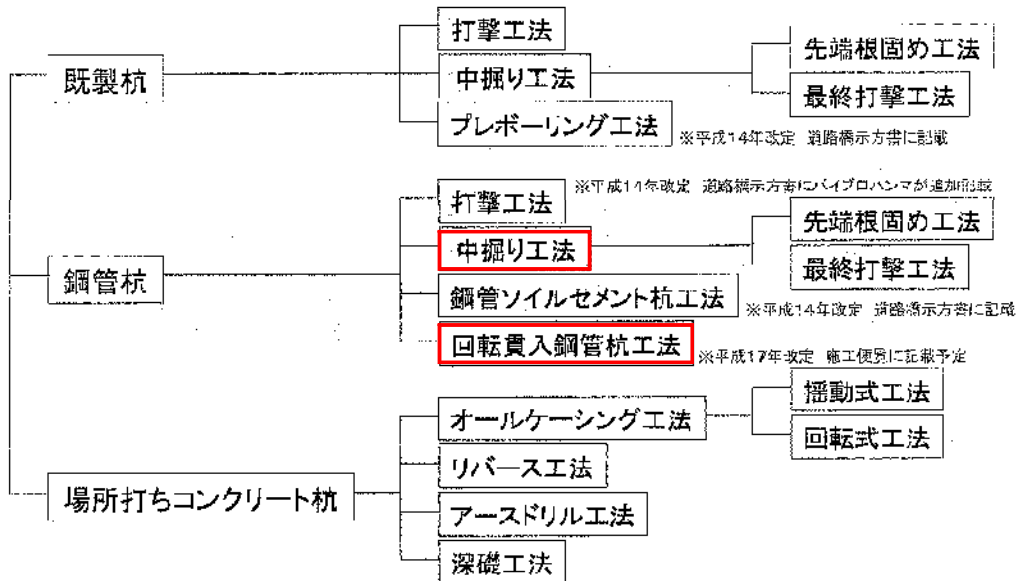 既製杭
打撃工法
中掘り工法
先端根固め工法
最終打撃工法
プレボーリング工法
※平成14年改定 道路橋示方書に記載
鋼管杭
打撃工法
※平成14年改定 道路橋示方書にバイブロハンマが追加記載
中掘り工法
先端根固め工法
最終打撃工法
鋼管ソイルセメント杭工法
※平成14年改定 道路橋示方書に記載
回転貫入鋼管杭工法
※平成17年改定 施工便覧に記載予定
場所打ちコンクリート杭
オールケーシング工法
揺動式工法
回転式工法
リバース工法
アースドリル工法
深礎工法